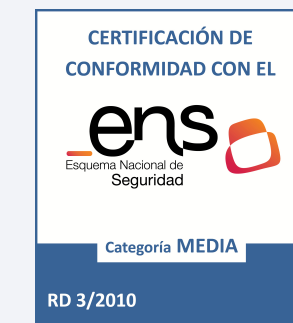 CERTIFICACIÓN DE
CONFORMIDAD CON EL
ens
Esquema Nacional de
Seguridad
Categoría MEDIA
RD 3/2010